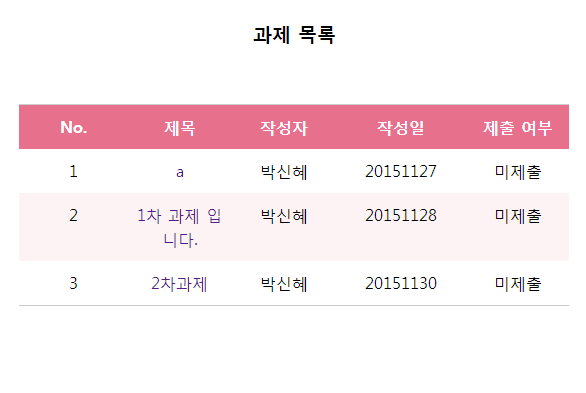 과제 목록
No. 제목 작성자 작성일 제출 여부
1 a 박신혜 20151127 미제출
2 1차 과제 입 박신혜 20151128 미제출
니다.
3 2차과제 박신혜 20151130 미제출